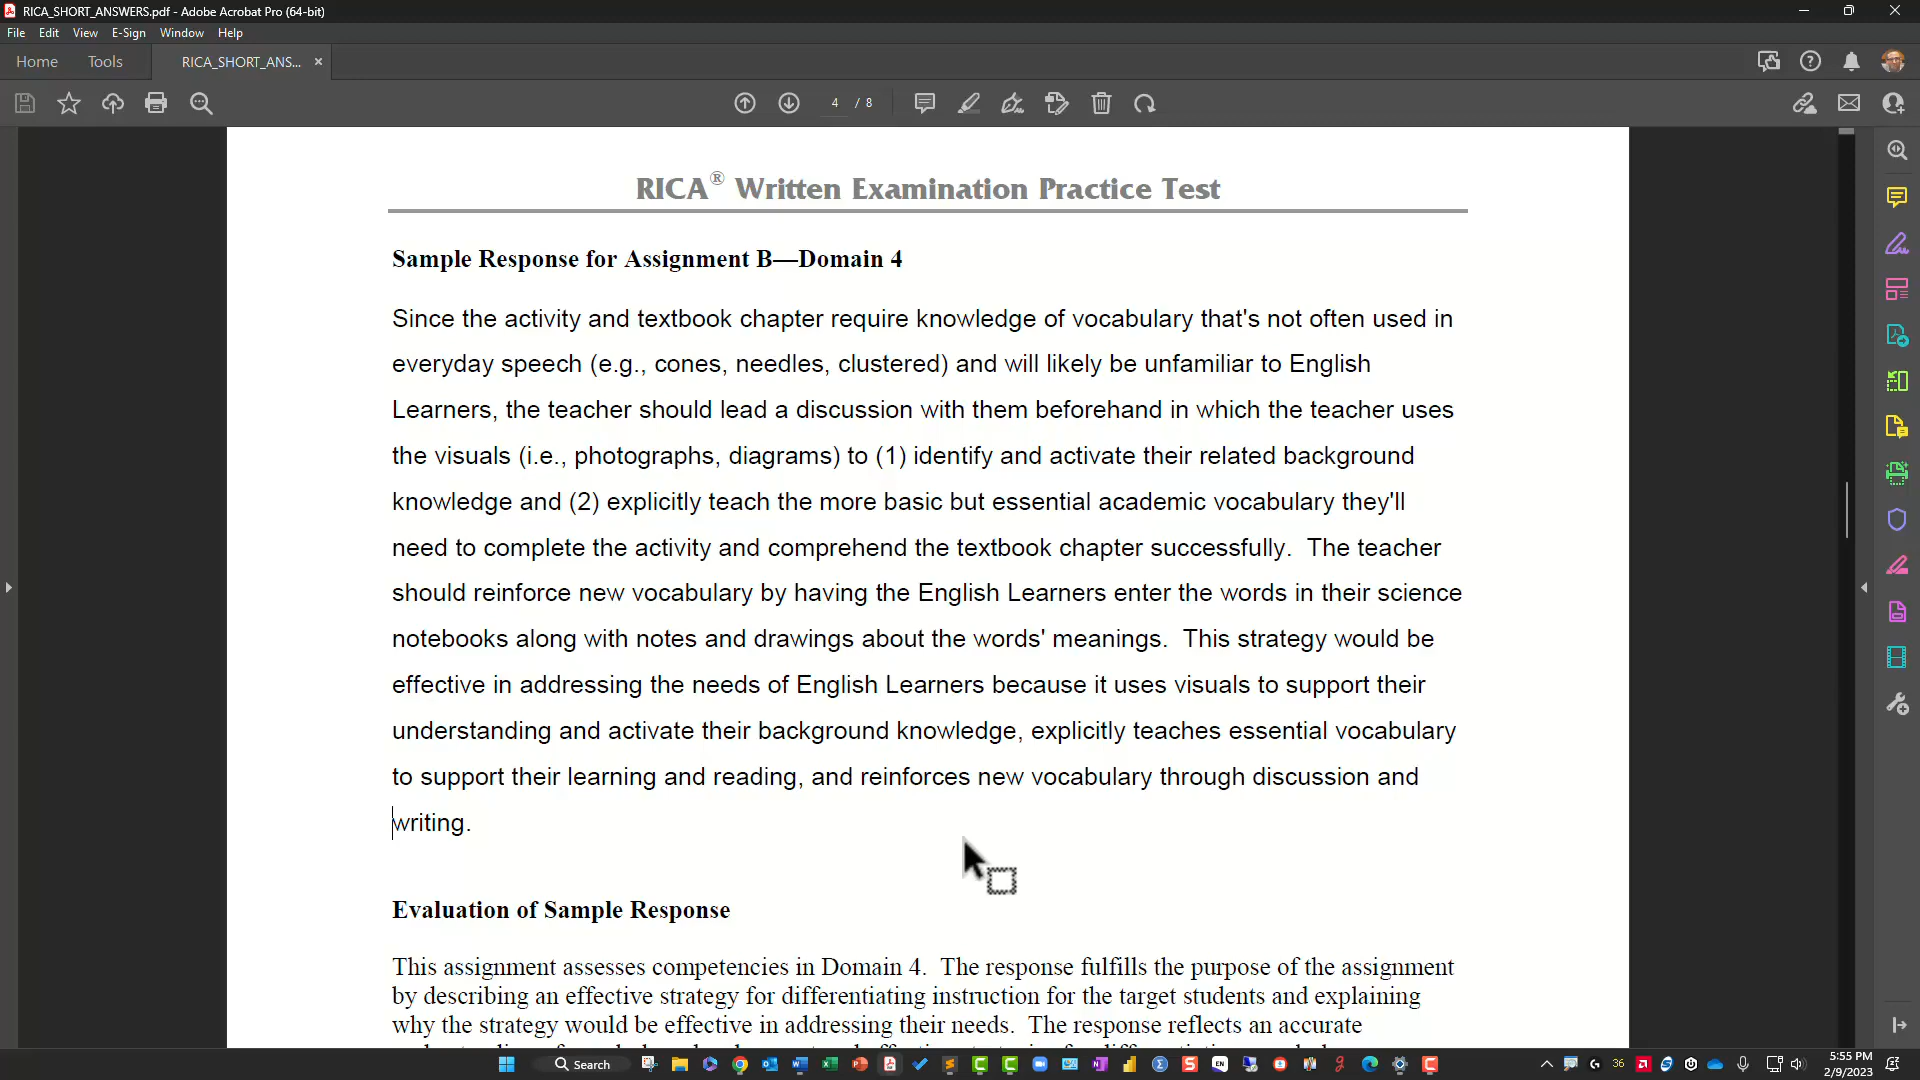 RICA_SHORT_ANSWERS.pdf - Adobe Acrobat Pro (64-bit)
File Edit View E-Sign Window Help
Home Tools RICA_SHORT_ANS... ×
4 / 8
RICA® Written Examination Practice Test
Sample Response for Assignment B—Domain 4
Since the activity and textbook chapter require knowledge of vocabulary that's not often used in
everyday speech (e.g., cones, needles, clustered) and will likely be unfamiliar to English
Learners, the teacher should lead a discussion with them beforehand in which the teacher uses
the visuals (i.e., photographs, diagrams) to (1) identify and activate their related background
knowledge and (2) explicitly teach the more basic but essential academic vocabulary they'll
need to complete the activity and comprehend the textbook chapter successfully.  The teacher
should reinforce new vocabulary by having the English Learners enter the words in their science
notebooks along with notes and drawings about the words' meanings.  This strategy would be
effective in addressing the needs of English Learners because it uses visuals to support their
understanding and activate their background knowledge, explicitly teaches essential vocabulary
to support their learning and reading, and reinforces new vocabulary through discussion and
writing.
Evaluation of Sample Response
This assignment assesses competencies in Domain 4.  The response fulfills the purpose of the assignment
by describing an effective strategy for differentiating instruction for the target students and explaining
why the strategy would be effective in addressing their needs.  The response reflects an accurate
Search
36
5:55 PM
2/9/2023